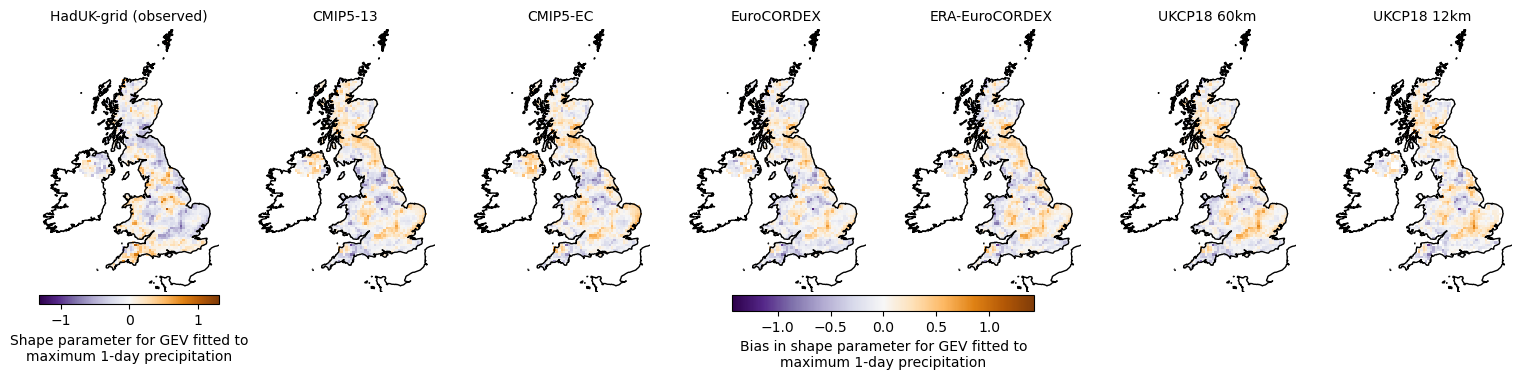 HadUK-grid (observed)
CMIP5-13
CMIP5-EC
EuroCORDEX
ERA-EuroCORDEX
UKCP18 60km
UKCP18 12km
−1 0 1
Shape parameter for GEV fitted to
maximum 1-day precipitation
−1.0 −0.5 0.0 0.5 1.0
Bias in shape parameter for GEV fitted to
maximum 1-day precipitation